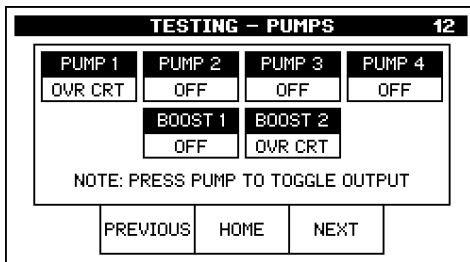 TESTING – PUMPS 12
PUMP 1 PUMP 2 PUMP 3 PUMP 4
OVR CRT OFF OFF OFF
BOOST 1 BOOST 2
OFF OVR CRT
NOTE: PRESS PUMP TO TOGGLE OUTPUT
PREVIOUS HOME NEXT